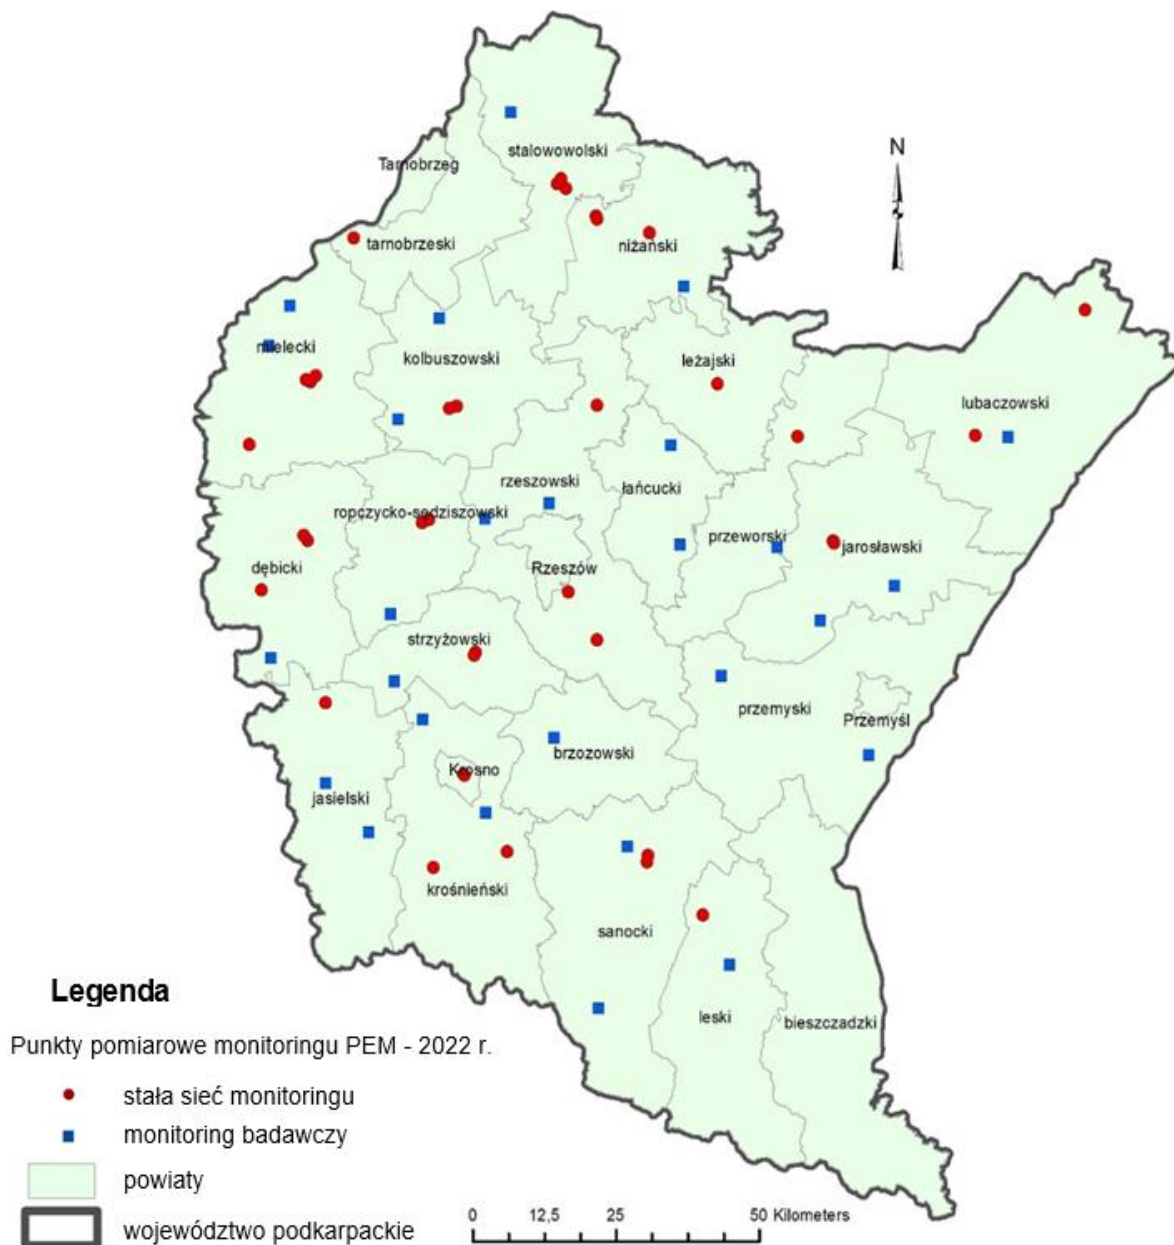 stalowowolski
Tarnobrzeg
N
tarnobrzeski
niżański
mielecki
kolbuszowski
leżajski
lubaczowski
rzeszowski
łańcucki
ropczycko-sędziszowski
przeworski
jarosławski
dębicki
Rzeszów
strzyżowski
przemyski
Przemyśl
brzozowski
Krosno
jasielski
krośnieński
sanocki
leski
bieszczadzki
Legenda
Punkty pomiarowe monitoringu PEM - 2022 r.
stała sieć monitoringu
monitoring badawczy
powiaty
województwo podkarpackie
0 12,5 25 50 Kilometers